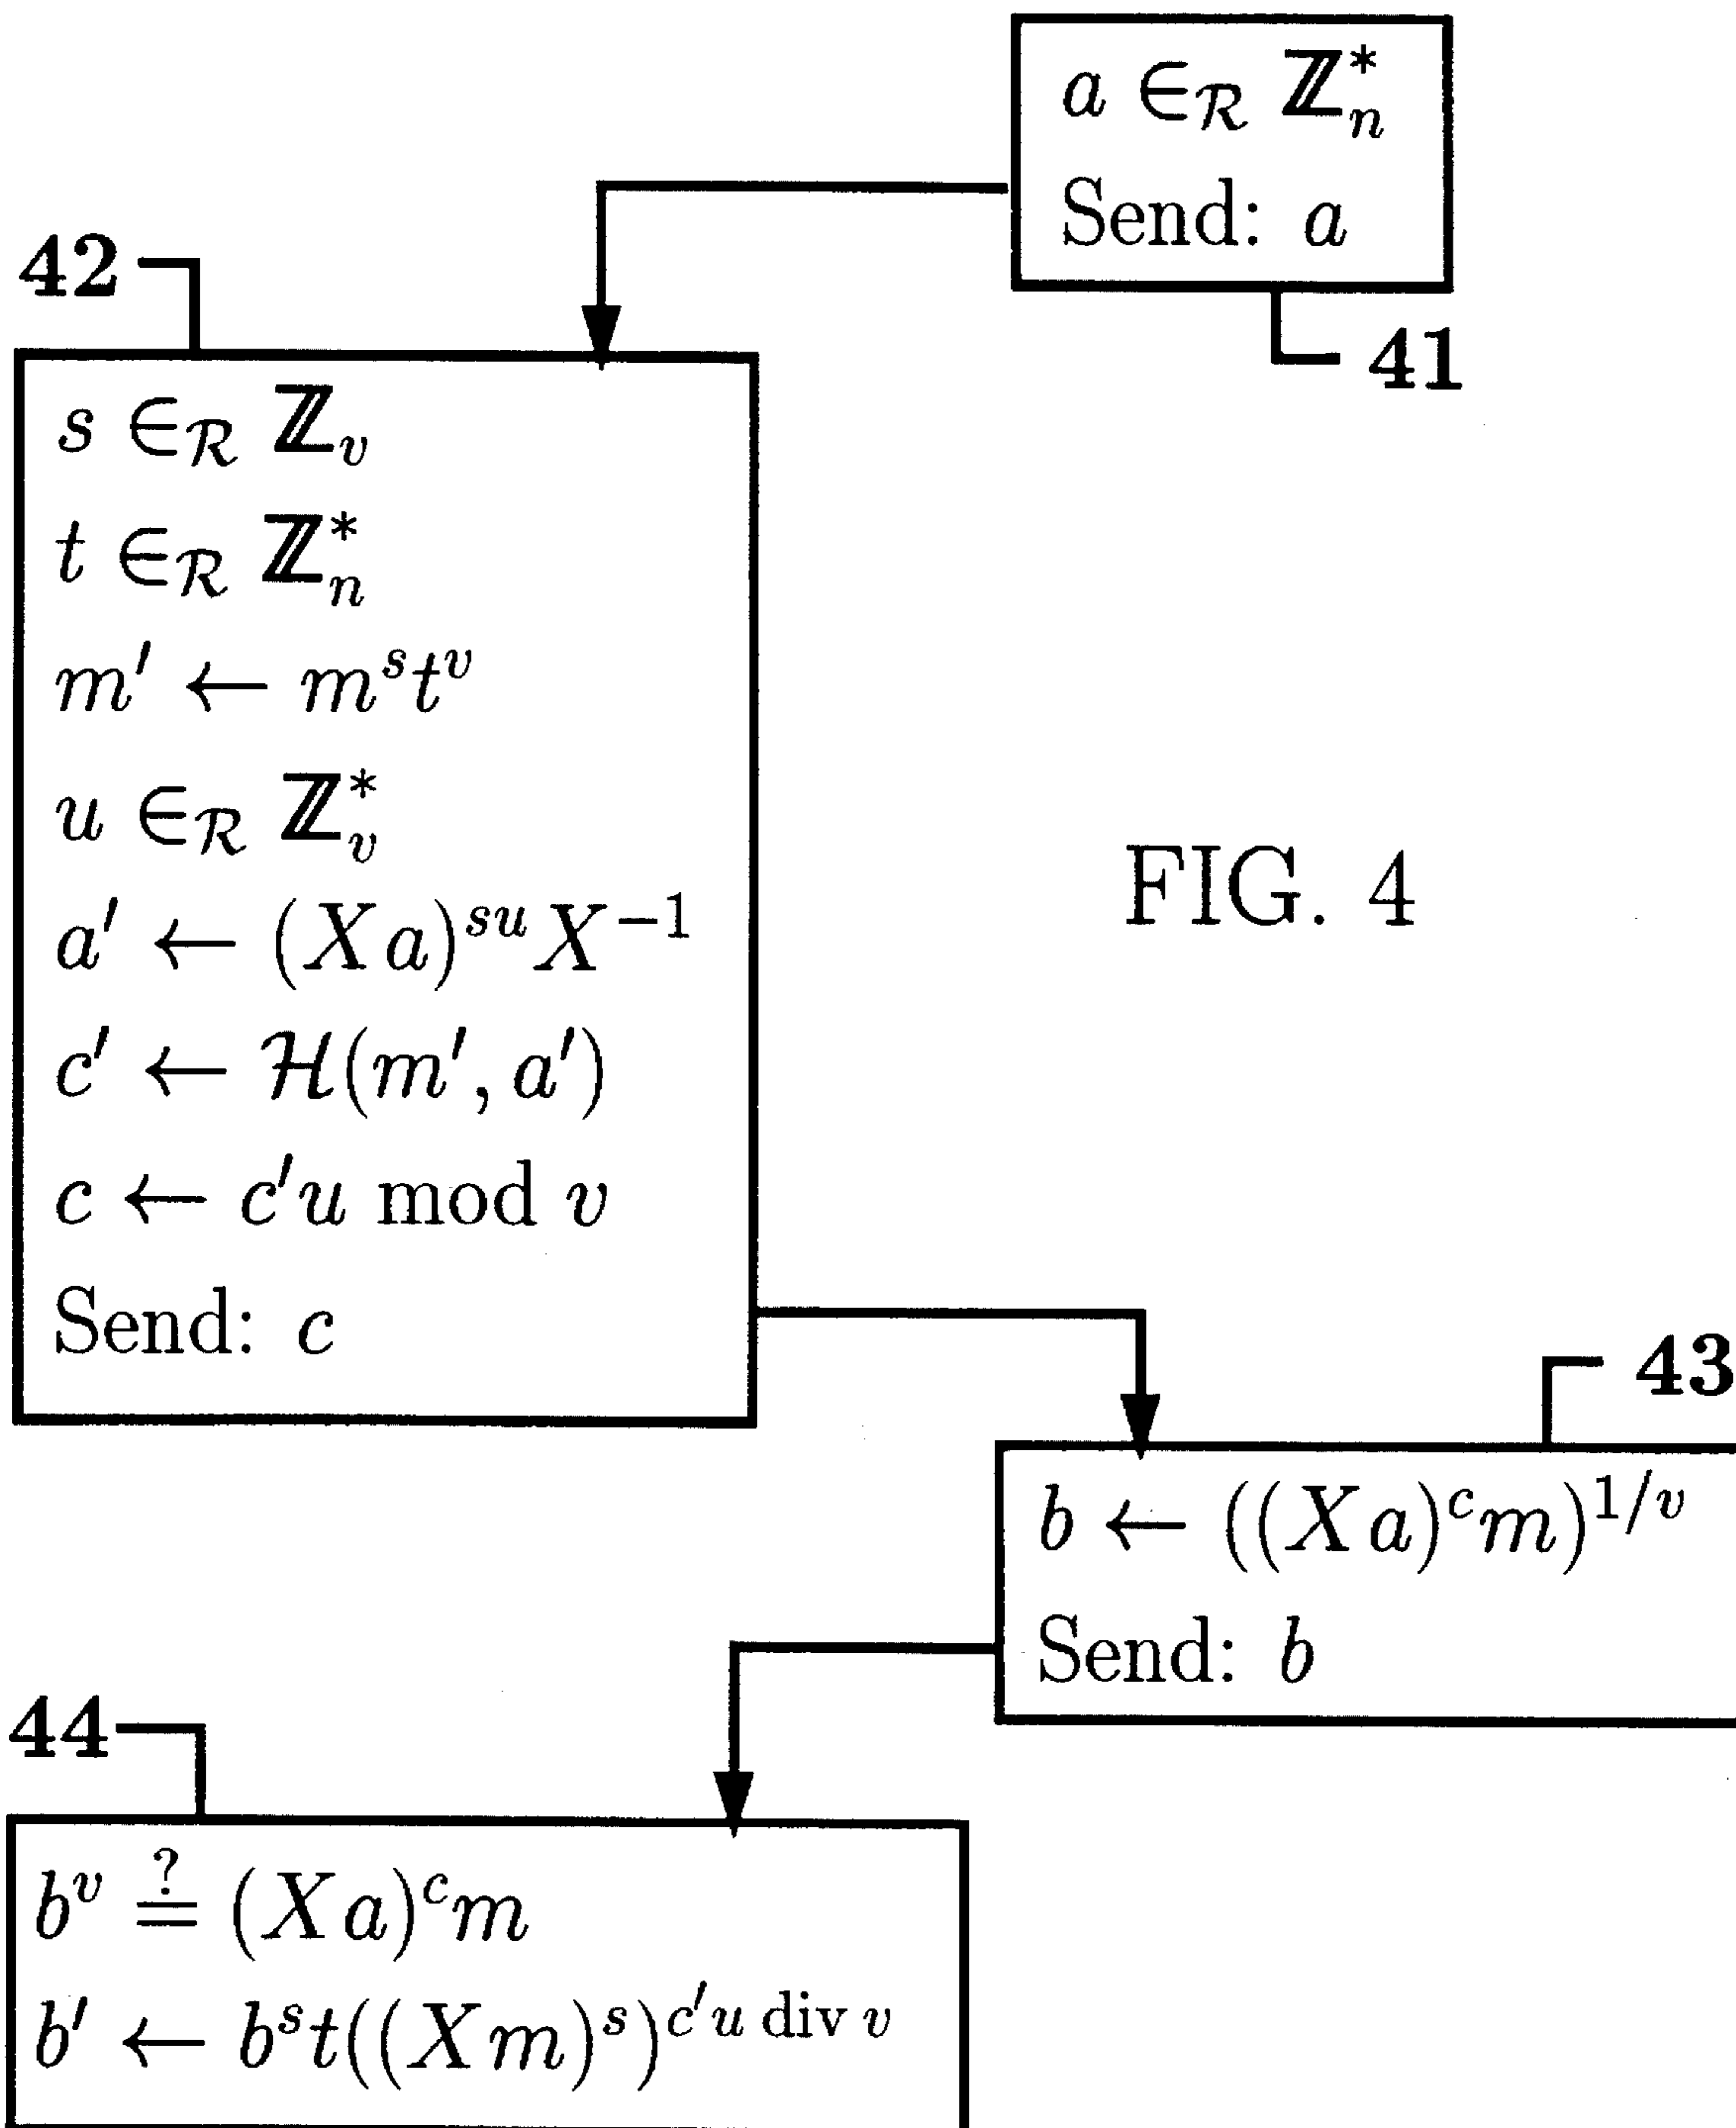 a ∈_R ℤ*_n
Send: a
41
42
s ∈_R ℤ_v
t ∈_R ℤ*_n
m′ ← m^s t^v
u ∈_R ℤ*_v
a′ ← (Xa)^{su} X^{−1}
c′ ← ℋ(m′, a′)
c ← c′u mod v
Send: c
FIG. 4
43
b ← ((Xa)^c m)^{1/v}
Send: b
44
b^v ≟ (Xa)^c m
b′ ← b^s t((Xm)^s)^{c′u div v}